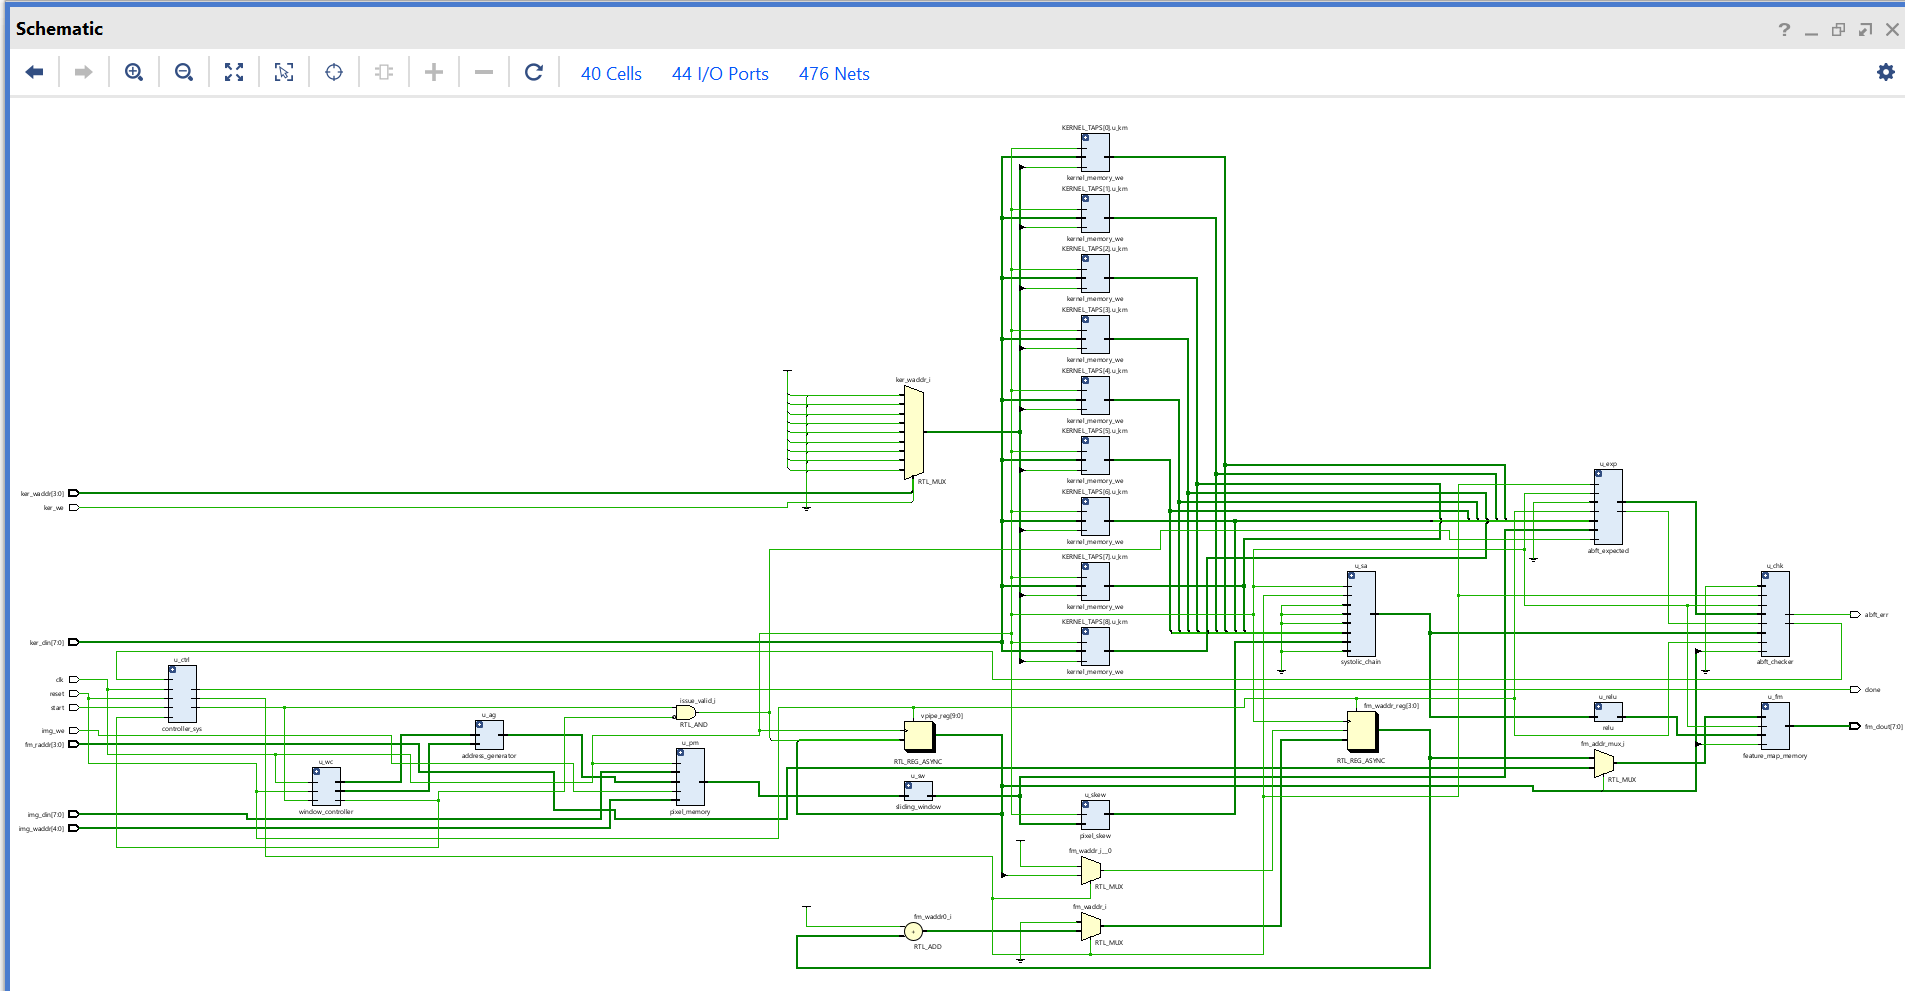 Schematic
40 Cells 44 I/O Ports 476 Nets
KERNEL_TAPS[0].u_km
kernel_memory_we
KERNEL_TAPS[1].u_km
kernel_memory_we
KERNEL_TAPS[2].u_km
kernel_memory_we
KERNEL_TAPS[3].u_km
kernel_memory_we
KERNEL_TAPS[4].u_km
kernel_memory_we
KERNEL_TAPS[5].u_km
kernel_memory_we
KERNEL_TAPS[6].u_km
kernel_memory_we
KERNEL_TAPS[7].u_km
kernel_memory_we
KERNEL_TAPS[8].u_km
kernel_memory_we
ker_waddr_i
RTL_MUX
ker_waddr[3:0]
ker_we
ker_din[7:0]
clk
reset
start
img_we
fm_raddr[3:0]
img_din[7:0]
img_waddr[4:0]
u_ctrl
controller_sys
u_wc
window_controller
u_ag
address_generator
issue_valid_i
RTL_AND
u_pm
pixel_memory
vpipe_reg[9:0]
RTL_REG_ASYNC
u_sw
sliding_window
u_skew
pixel_skew
fm_waddr_i__0
RTL_MUX
fm_waddr0_i
+
RTL_ADD
fm_waddr_i
RTL_MUX
u_sa
systolic_chain
fm_waddr_reg[3:0]
RTL_REG_ASYNC
u_exp
abft_expected
u_relu
relu
fm_addr_mux_i
RTL_MUX
u_chk
abft_checker
u_fm
feature_map_memory
abft_err
done
fm_dout[7:0]